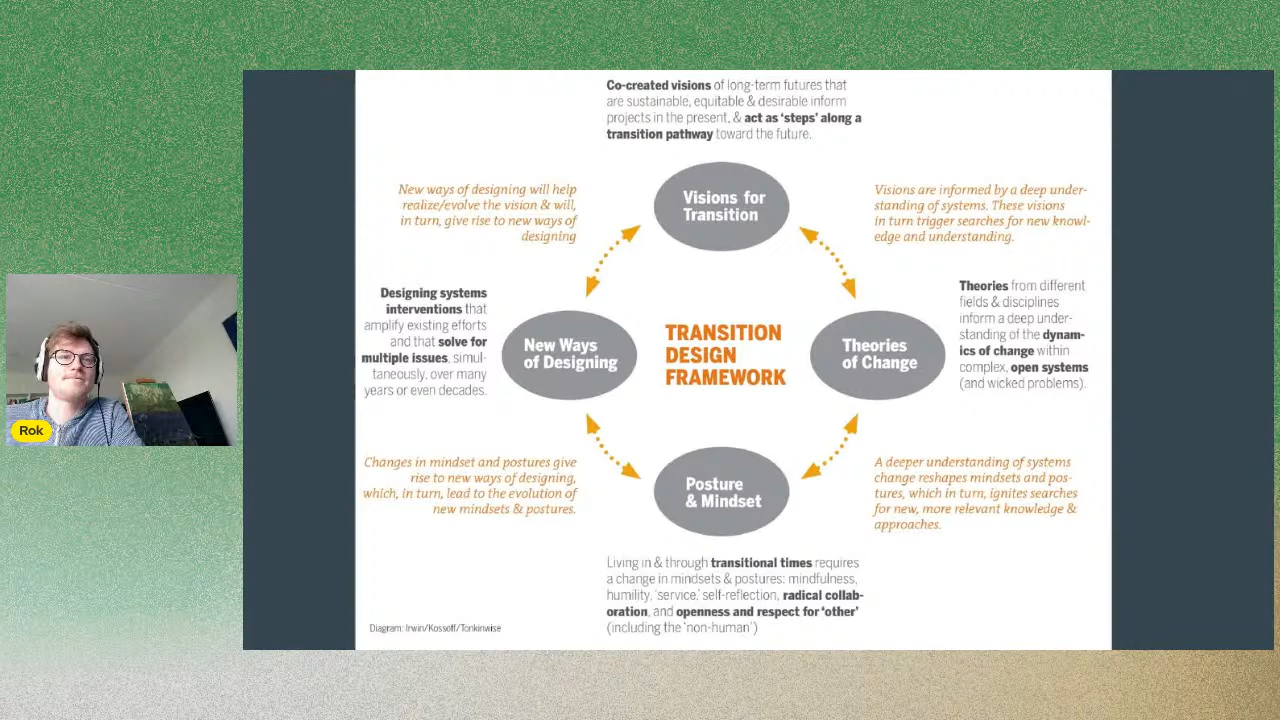 Co-created visions of long-term futures that
are sustainable, equitable & desirable inform
projects in the present, & act as ‘steps’ along a
transition pathway toward the future.
New ways of designing will help
realize/evolve the vision & will,
in turn, give rise to new ways of
designing
Visions for
Transition
Visions are informed by a deep under-
standing of systems. These visions
in turn trigger searches for new knowl-
edge and understanding.
Designing systems
interventions that
amplify existing efforts
and that solve for
multiple issues, simul-
taneously, over many
years or even decades.
New Ways
of Designing
TRANSITION
DESIGN
FRAMEWORK
Theories
of Change
Theories from different
fields & disciplines
inform a deep under-
standing of the dynam-
ics of change within
complex, open systems
(and wicked problems).
Rok
Changes in mindset and postures give
rise to new ways of designing,
which, in turn, lead to the evolution of
new mindsets & postures.
Posture
& Mindset
A deeper understanding of systems
change reshapes mindsets and pos-
tures, which in turn, ignites searches
for new, more relevant knowledge &
approaches.
Living in & through transitional times requires
a change in mindsets & postures: mindfulness,
humility, ‘service,’ self-reflection, radical collab-
oration, and openness and respect for ‘other’
(including the ‘non-human’)
Diagram: Irwin/Kossoff/Tonkinwise